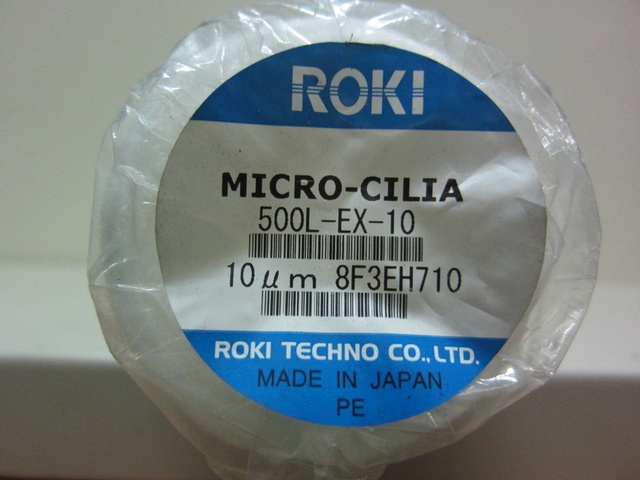 ROKI
MICRO-CILIA
500L-EX-10
10μm 8F3EH710
ROKI TECHNO CO.,LTD.
MADE IN JAPAN
PE